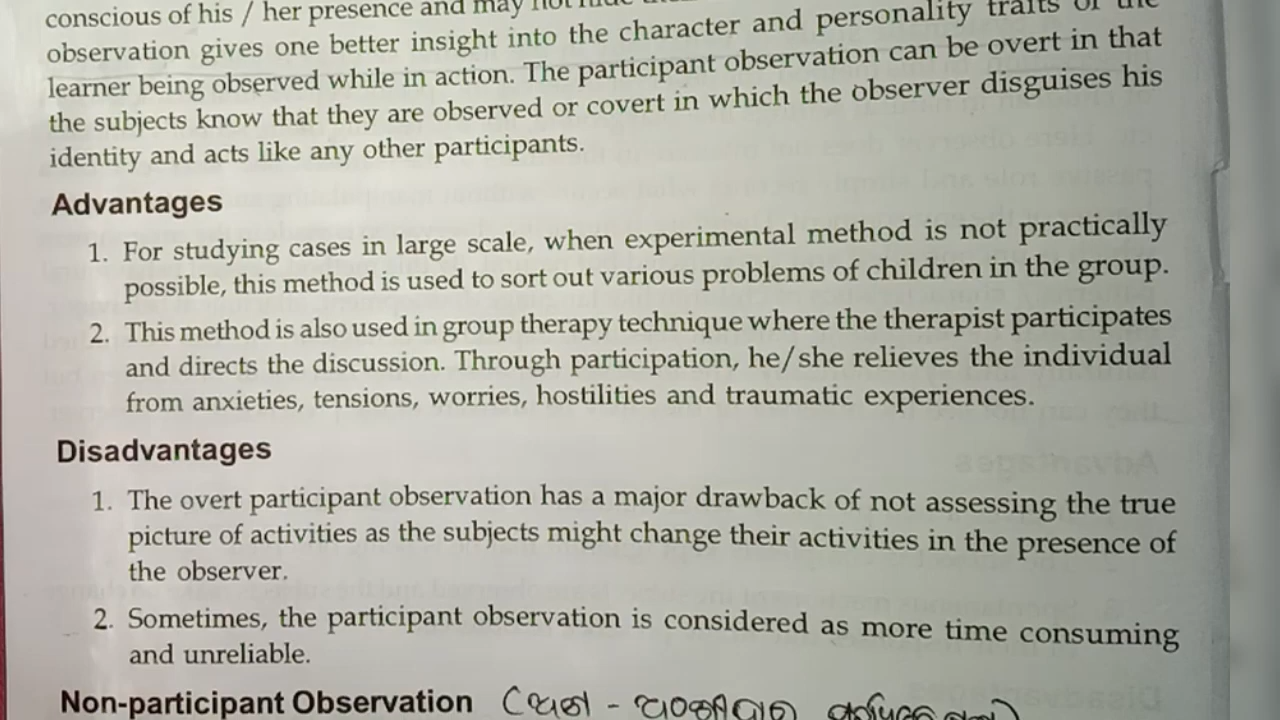 conscious of his / her presence and may not
observation gives one better insight into the character and personality traits of the
learner being observed while in action. The participant observation can be overt in that
the subjects know that they are observed or covert in which the observer disguises his
identity and acts like any other participants.
Advantages
1. For studying cases in large scale, when experimental method is not practically
possible, this method is used to sort out various problems of children in the group.
2. This method is also used in group therapy technique where the therapist participates
and directs the discussion. Through participation, he/she relieves the individual
from anxieties, tensions, worries, hostilities and traumatic experiences.
Disadvantages
1. The overt participant observation has a major drawback of not assessing the true
picture of activities as the subjects might change their activities in the presence of
the observer.
2. Sometimes, the participant observation is considered as more time consuming
and unreliable.
Non-participant Observation